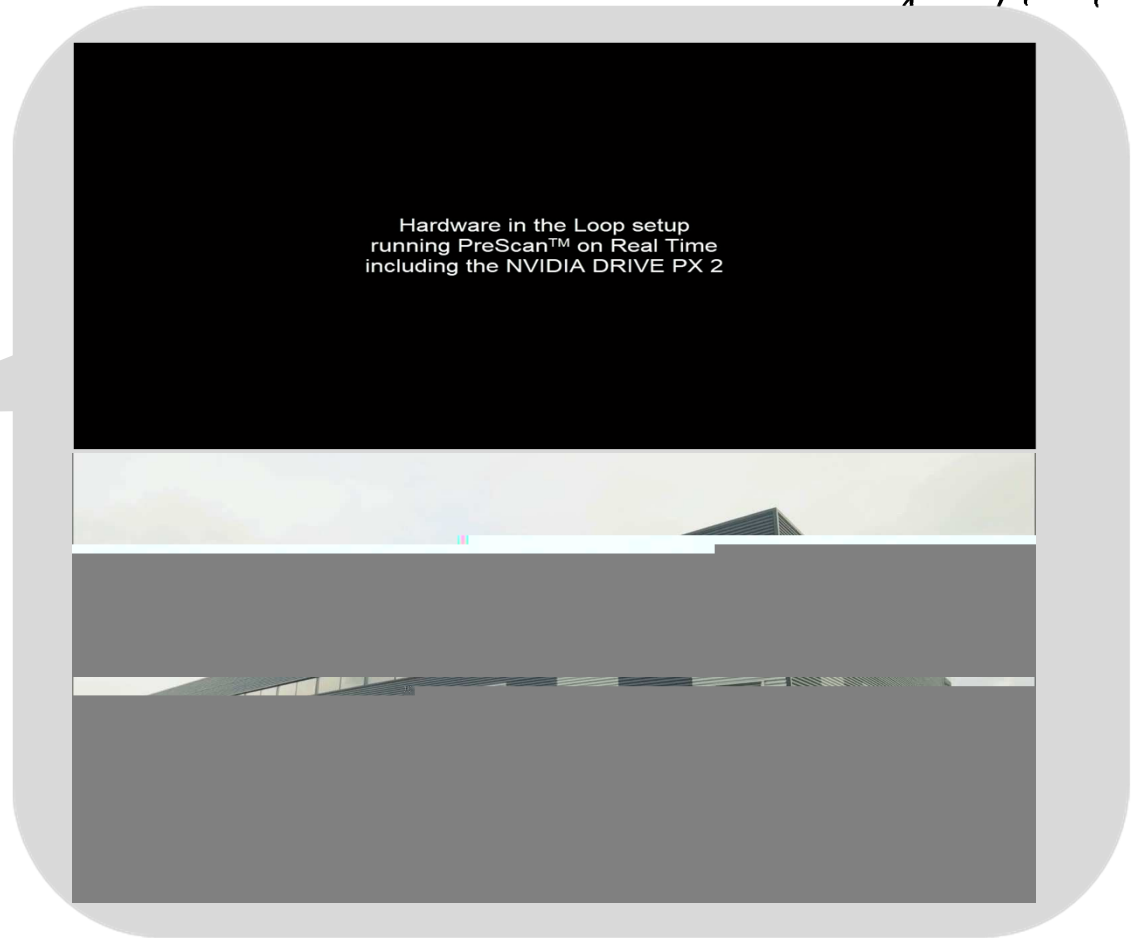 Hardware in the Loop setup
running PreScan™ on Real Time
including the NVIDIA DRIVE PX 2